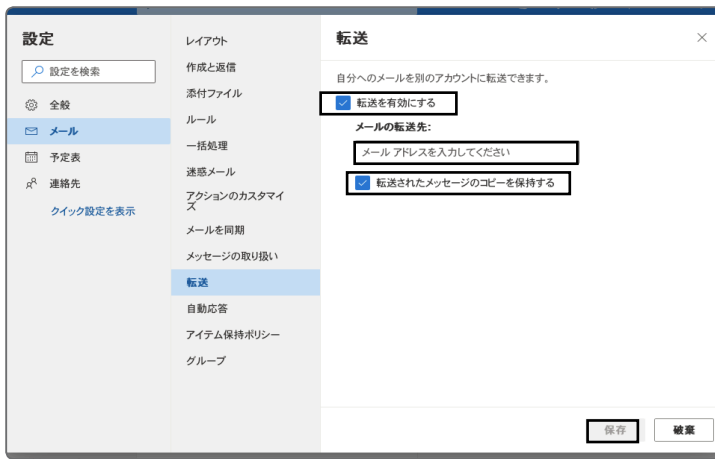 設定
設定を検索
全般
メール
予定表
連絡先
クイック設定を表示
レイアウト
作成と返信
添付ファイル
ルール
一括処理
迷惑メール
アクションのカスタマイ
ズ
メールを同期
メッセージの取り扱い
転送
自動応答
アイテム保持ポリシー
グループ
転送
自分へのメールを別のアカウントに転送できます。
転送を有効にする
メールの転送先:
メール アドレスを入力してください
転送されたメッセージのコピーを保持する
保存
破棄